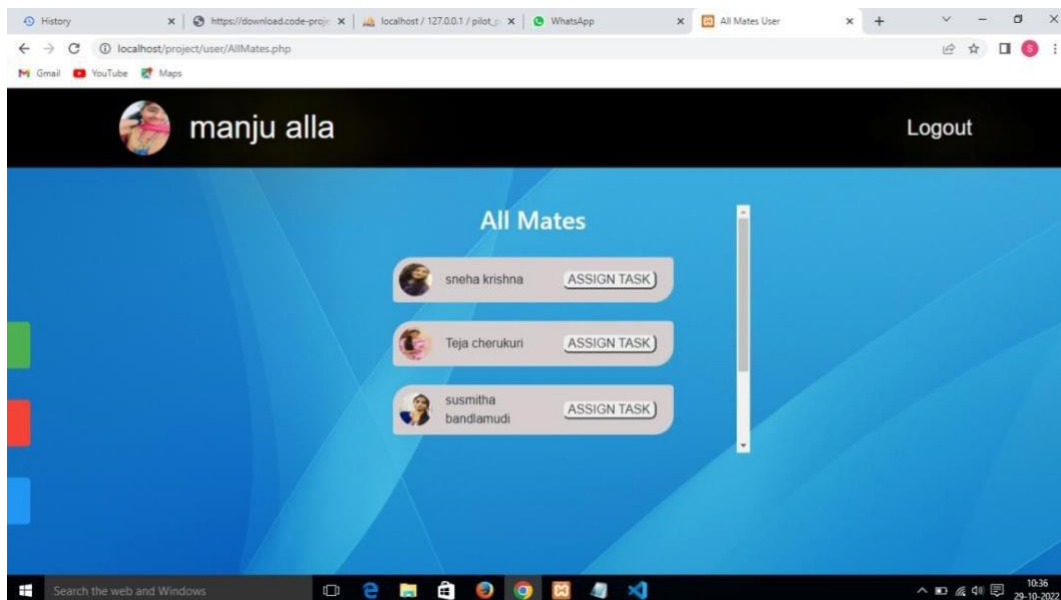 History
https://download.code-proje
localhost / 127.0.0.1 / pilot_p
WhatsApp
All Mates User
localhost/project/user/AllMates.php
S
Gmail
YouTube
Maps
manju alla
Logout
All Mates
sneha krishna
ASSIGN TASK
Teja cherukuri
ASSIGN TASK
susmitha
bandlamudi
ASSIGN TASK
Search the web and Windows
10:36
29-10-2022